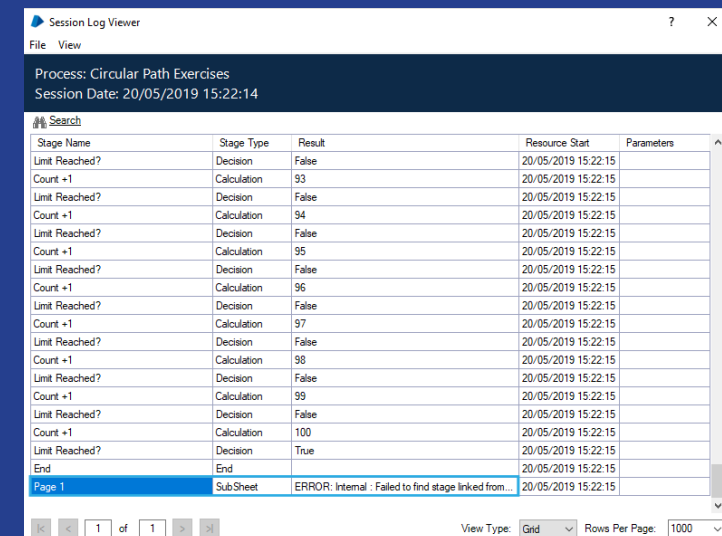 Session Log Viewer ? ×
File View
Process: Circular Path Exercises
Session Date: 20/05/2019 15:22:14
Search
Stage Name Stage Type Result Resource Start Parameters
Limit Reached? Decision False 20/05/2019 15:22:15
Count +1 Calculation 93 20/05/2019 15:22:15
Limit Reached? Decision False 20/05/2019 15:22:15
Count +1 Calculation 94 20/05/2019 15:22:15
Limit Reached? Decision False 20/05/2019 15:22:15
Count +1 Calculation 95 20/05/2019 15:22:15
Limit Reached? Decision False 20/05/2019 15:22:15
Count +1 Calculation 96 20/05/2019 15:22:15
Limit Reached? Decision False 20/05/2019 15:22:15
Count +1 Calculation 97 20/05/2019 15:22:15
Limit Reached? Decision False 20/05/2019 15:22:15
Count +1 Calculation 98 20/05/2019 15:22:15
Limit Reached? Decision False 20/05/2019 15:22:15
Count +1 Calculation 99 20/05/2019 15:22:15
Limit Reached? Decision False 20/05/2019 15:22:15
Count +1 Calculation 100 20/05/2019 15:22:15
Limit Reached? Decision True 20/05/2019 15:22:15
End End 20/05/2019 15:22:15
Page 1 SubSheet ERROR: Internal : Failed to find stage linked from... 20/05/2019 15:22:15
|< < 1 of 1 > >| View Type: Grid Rows Per Page: 1000